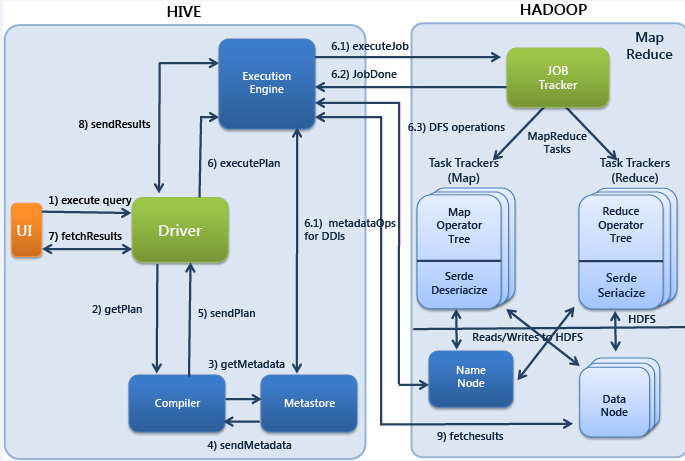 HIVE
HADOOP
Map
Reduce
Execution
Engine
6.1) executeJob
6.2) JobDone
JOB
Tracker
8) sendResults
6) executePlan
6.3) DFS operations
MapReduce
Tasks
Task Trackers
(Map)
Task Trackers
(Reduce)
1) execute query
UI
7) fetchResults
Driver
6.1) metadataOps
for DDIs
Map
Operator
Tree
Serde
Deseriacize
Reduce
Operator
Tree
Serde
Seriacize
2) getPlan
5) sendPlan
HDFS
Reads/Writes to HDFS
3) getMetadata
Name
Node
Compiler
Metastore
Data
Node
4) sendMetadata
9) fetchesults